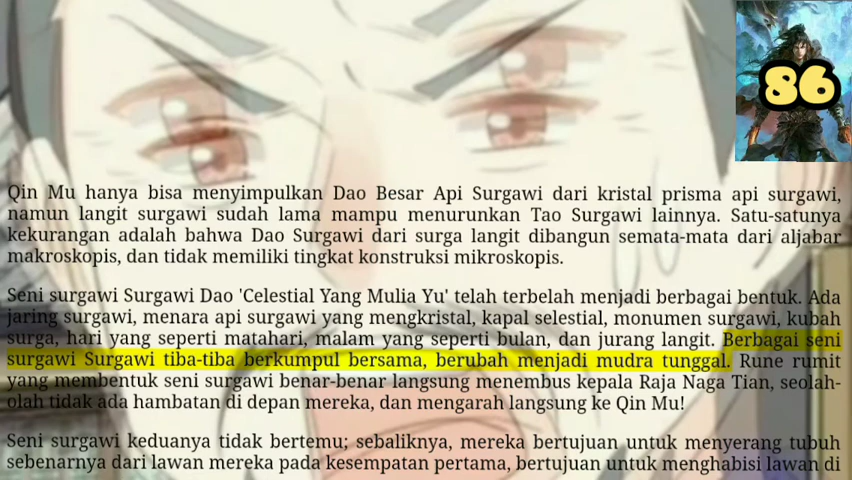 86
Qin Mu hanya bisa menyimpulkan Dao Besar Api Surgawi dari kristal prisma api surgawi,
namun langit surgawi sudah lama mampu menurunkan Tao Surgawi lainnya. Satu-satunya
kekurangan adalah bahwa Dao Surgawi dari surga langit dibangun semata-mata dari aljabar
makroskopis, dan tidak memiliki tingkat konstruksi mikroskopis.
Seni surgawi Surgawi Dao 'Celestial Yang Mulia Yu' telah terbelah menjadi berbagai bentuk. Ada
jaring surgawi, menara api surgawi yang mengkristal, kapal selestial, monumen surgawi, kubah
surga, hari yang seperti matahari, malam yang seperti bulan, dan jurang langit. Berbagai seni
surgawi Surgawi tiba-tiba berkumpul bersama, berubah menjadi mudra tunggal. Rune rumit
yang membentuk seni surgawi benar-benar langsung menembus kepala Raja Naga Tian, seolah-
olah tidak ada hambatan di depan mereka, dan mengarah langsung ke Qin Mu!
Seni surgawi keduanya tidak bertemu; sebaliknya, mereka bertujuan untuk menyerang tubuh
sebenarnya dari lawan mereka pada kesempatan pertama, bertujuan untuk menghabisi lawan di